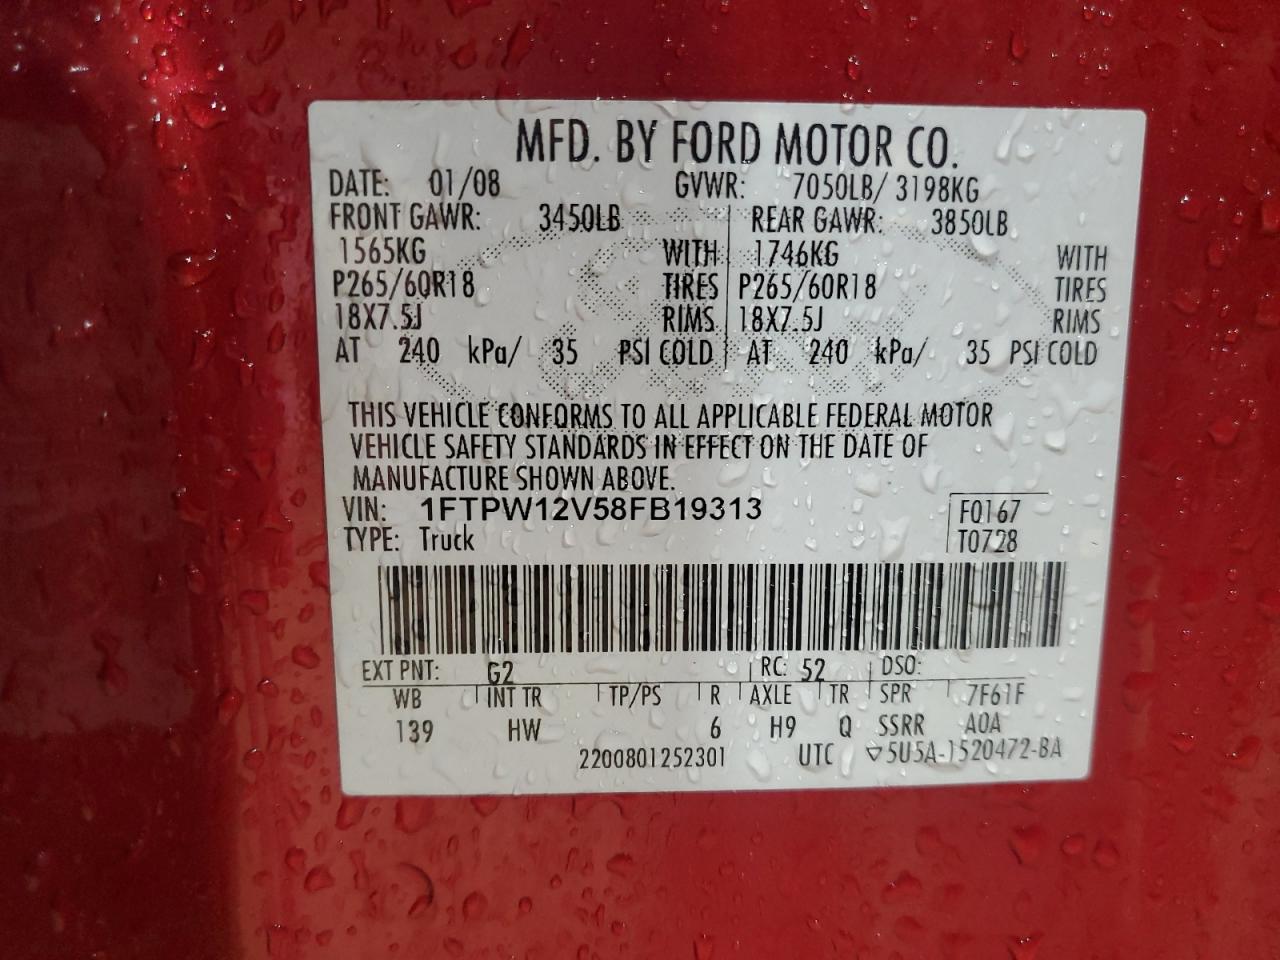 MFD. BY FORD MOTOR CO.
DATE: 01/08 GVWR: 7050LB/ 3198KG
FRONT GAWR: 3450LB REAR GAWR: 3850LB
1565KG WITH 1746KG WITH
P265/60R18 TIRES P265/60R18 TIRES
18X7.5J RIMS 18X7.5J RIMS
AT 240 kPa/ 35 PSI COLD AT 240 kPa/ 35 PSI COLD
THIS VEHICLE CONFORMS TO ALL APPLICABLE FEDERAL MOTOR
VEHICLE SAFETY STANDARDS IN EFFECT ON THE DATE OF
MANUFACTURE SHOWN ABOVE.
VIN: 1FTPW12V58FB19313 F0167
TYPE: Truck T0728
EXT PNT: G2 RC: 52 DSO:
WB INT TR TP/PS R AXLE TR SPR 7F61F
139 HW 6 H9 Q SSRR A0A
2200801252301 UTC ▽5U5A-1520472-BA